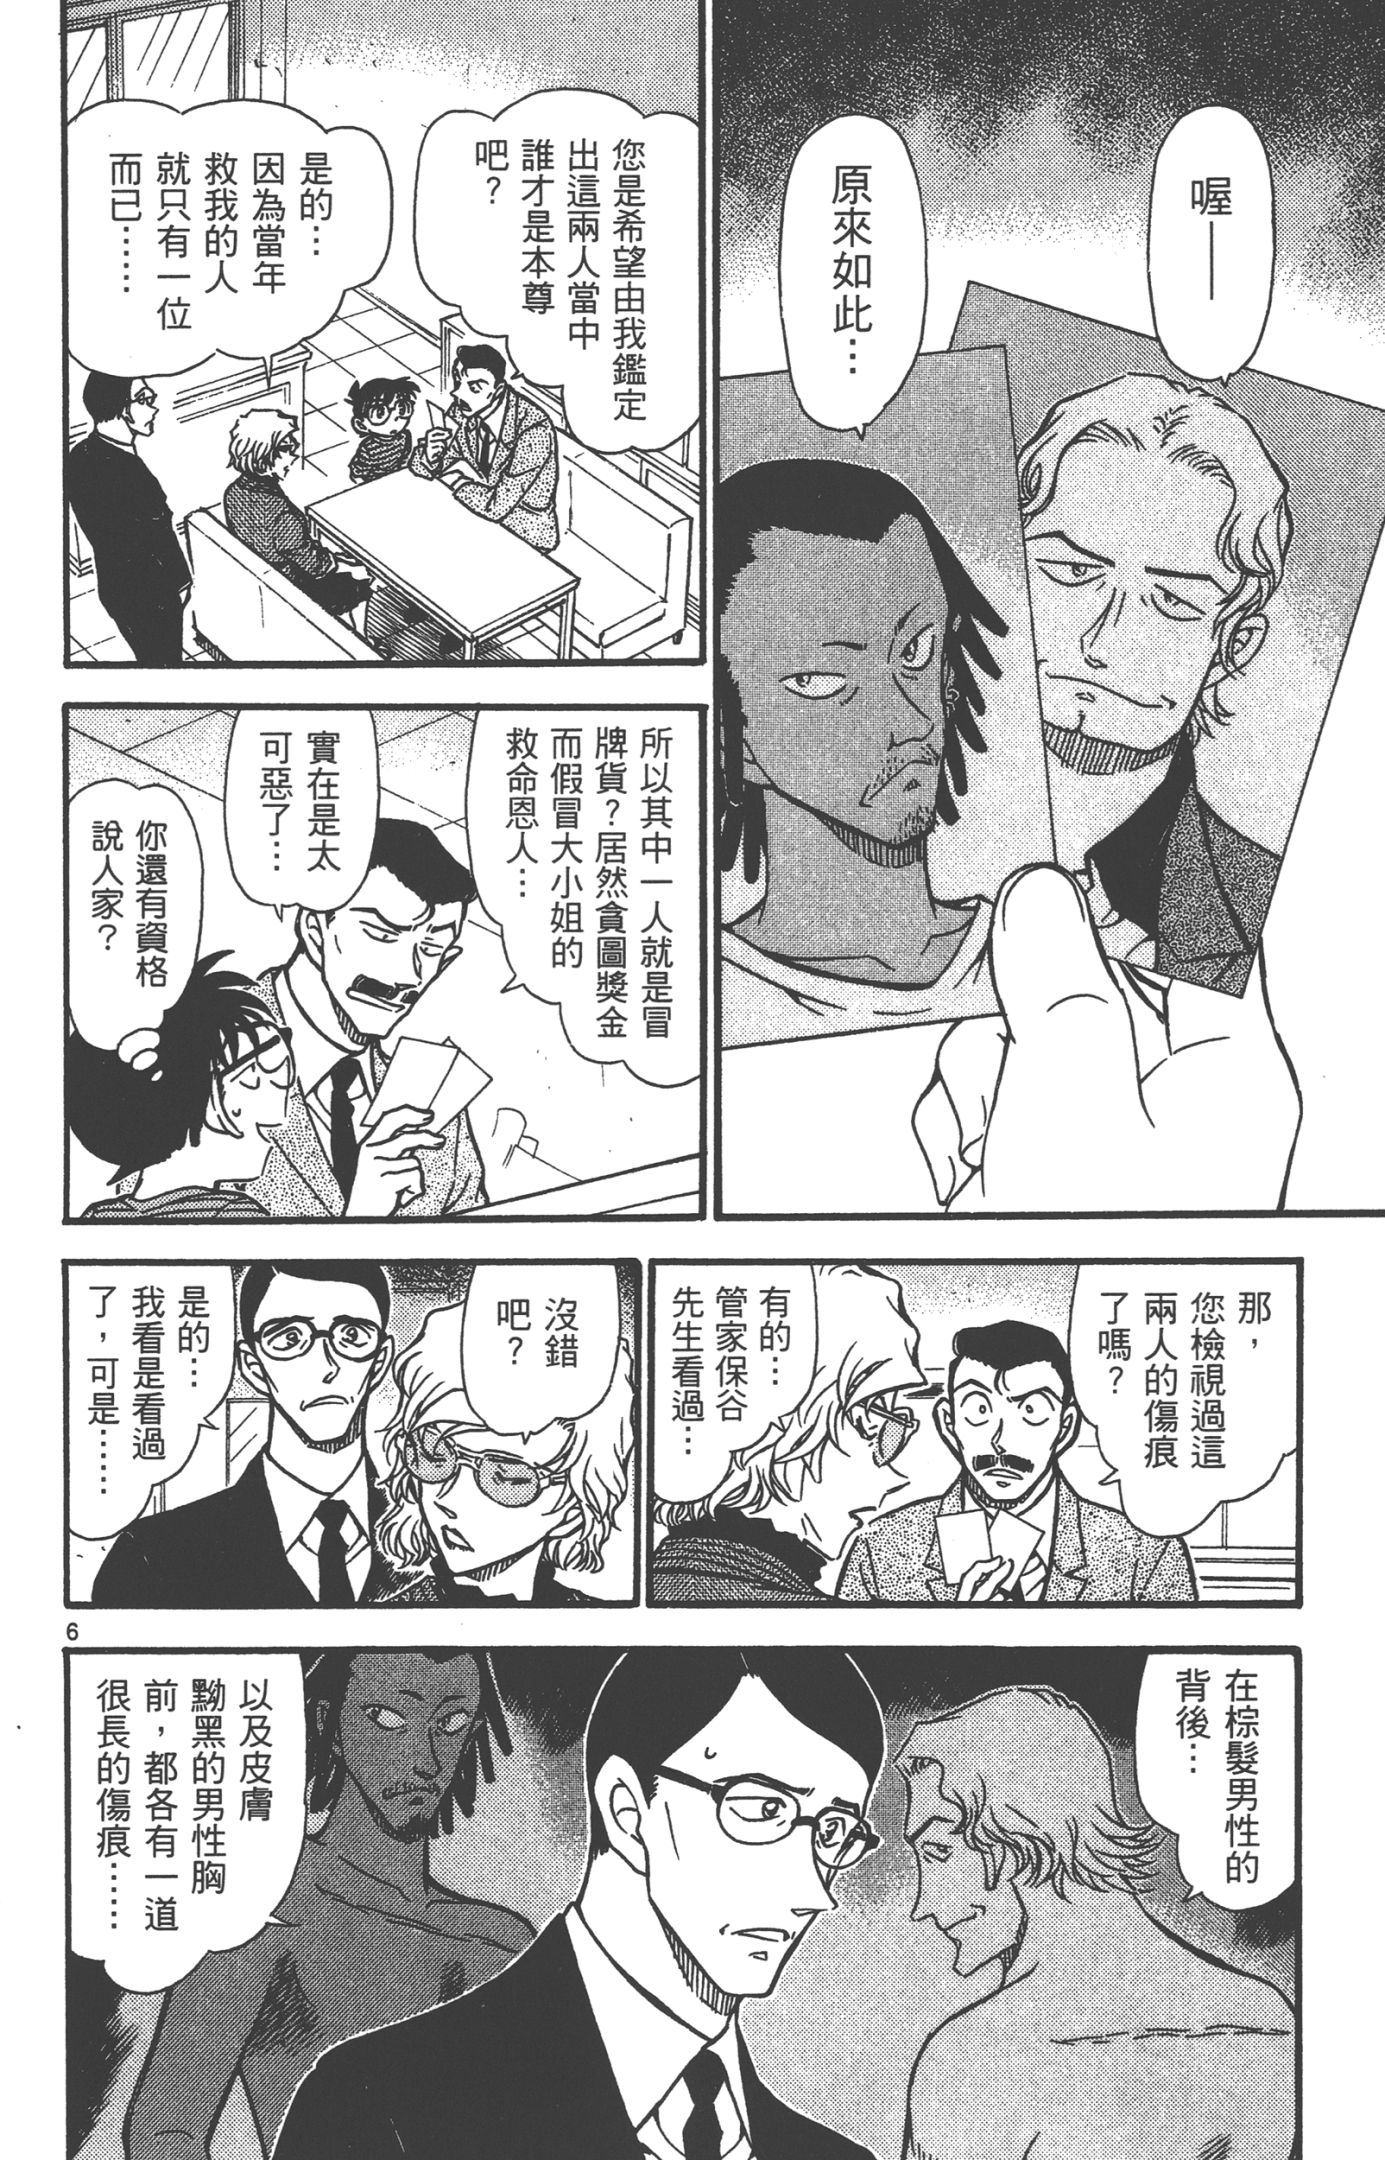 喔——
原來如此…
您是希望由我鑑定
出這兩人當中
誰才是本尊
吧？
是的…
因為當年
救我的人
就只有一位
而已……
所以其中一人就是冒
牌貨？居然貪圖獎金
而假冒大小姐的
救命恩人…
實在是太
可惡了…
你還有資格
說人家？
那，
您檢視過這
兩人的傷痕
了嗎？
有的…
管家保谷
先生看過…
沒錯
吧？
是的…
我看是看過
了，可是……
在棕髮男性的
背後…
以及皮膚
黝黑的男性胸
前，都各有一道
很長的傷痕……
6